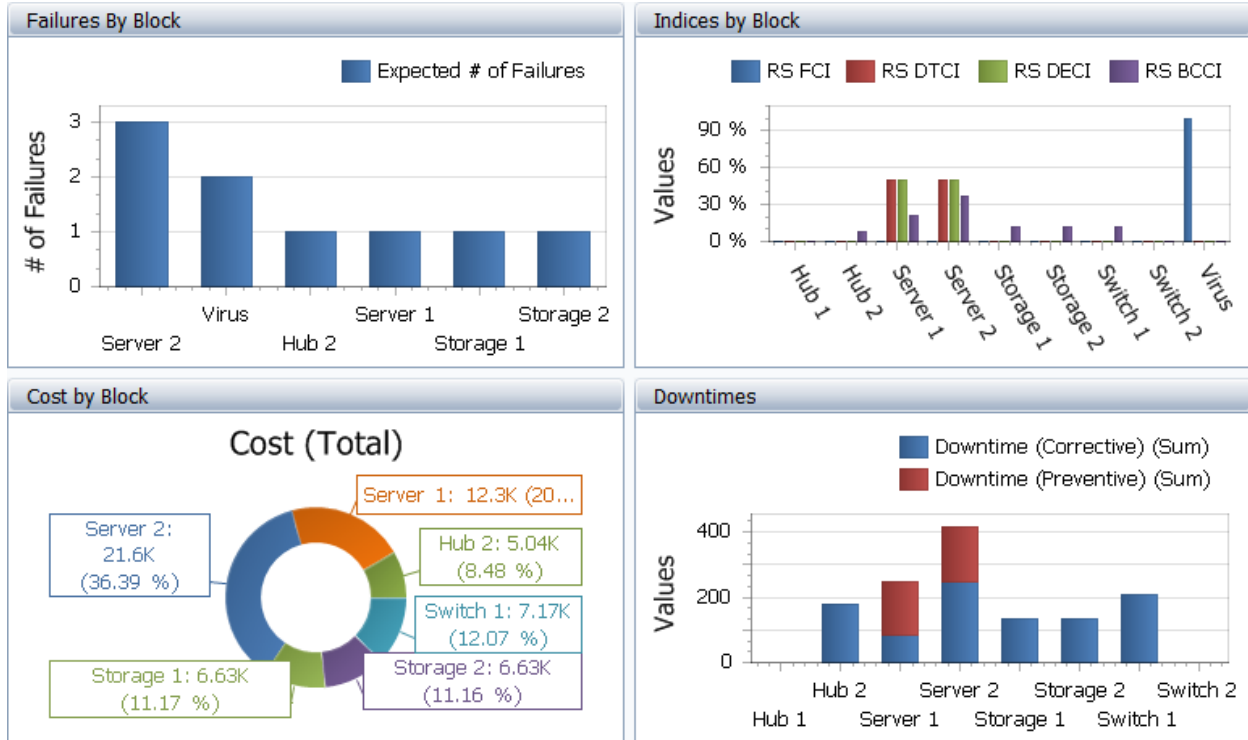 Failures By Block
Expected # of Failures
# of Failures
3
2
1
0
Server 2
Virus
Hub 2
Server 1
Storage 1
Storage 2
Indices by Block
RS FCI RS DTCI RS DECI RS BCCI
Values
90 %
60 %
30 %
0 %
Hub 1
Hub 2
Server 1
Server 2
Storage 1
Storage 2
Switch 1
Switch 2
Virus
Cost by Block
Cost (Total)
Server 1: 12.3K (20...
Server 2:
21.6K
(36.39 %)
Hub 2: 5.04K
(8.48 %)
Switch 1: 7.17K
(12.07 %)
Storage 2: 6.63K
(11.16 %)
Storage 1: 6.63K
(11.17 %)
Downtimes
Downtime (Corrective) (Sum)
Downtime (Preventive) (Sum)
Values
400
200
0
Hub 1
Hub 2
Server 1
Server 2
Storage 1
Storage 2
Switch 1
Switch 2